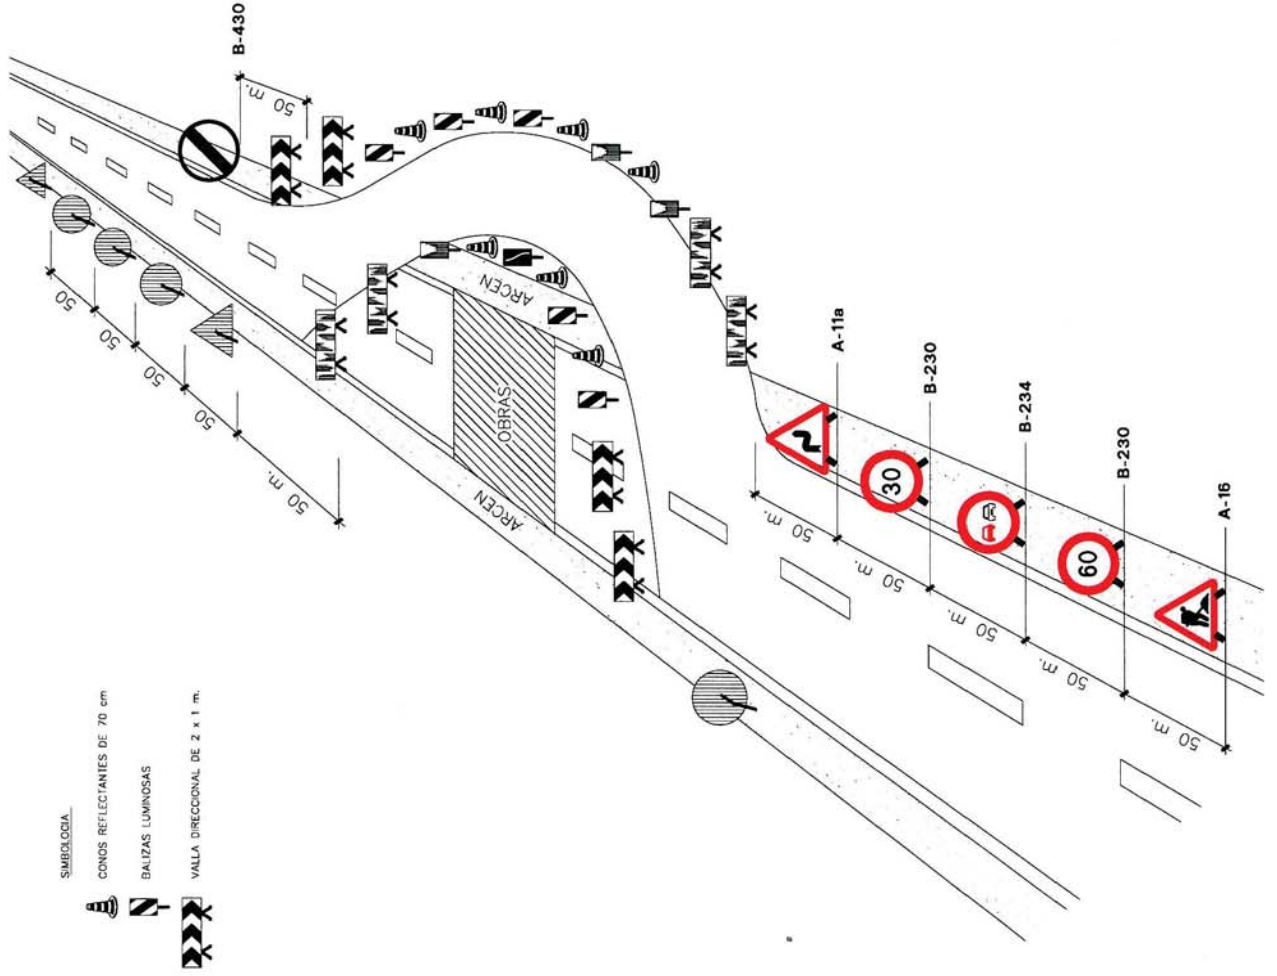 SIMBOLOGIA
CONOS REFLECTANTES DE 70 cm
BALIZAS LUMINOSAS
VALLA DIRECCIONAL DE 2 x 1 m.
B-430
50 m.
50
50
50
50
50 m.
ARCEN
OBRAS
ARCEN
A-11a
B-230
B-234
B-230
A-16
50 m.
50 m.
50 m.
50 m.
50 m.
30
60